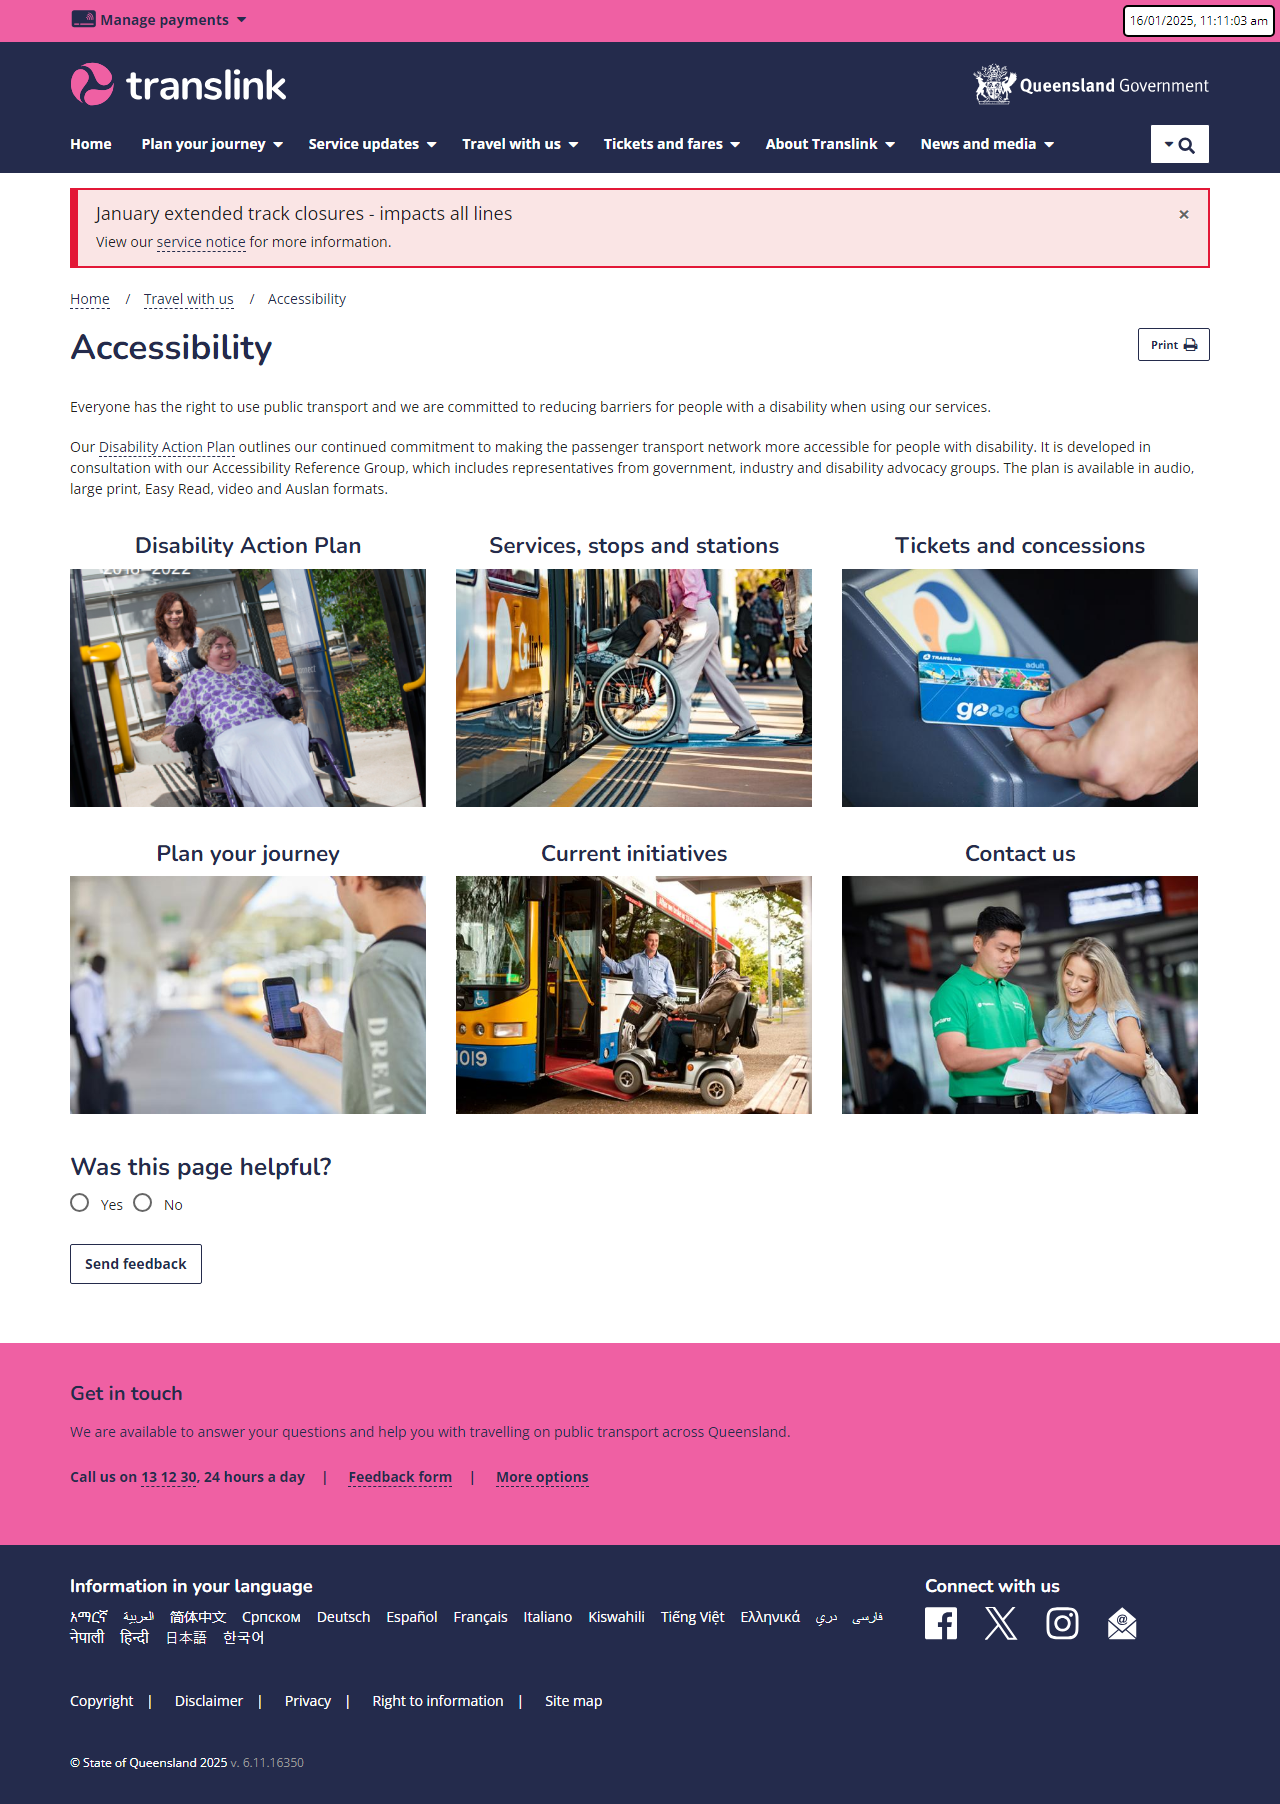 Manage payments
16/01/2025, 11:11:03 am
translink
Queensland Government
Home Plan your journey Service updates Travel with us Tickets and fares About Translink News and media
January extended track closures - impacts all lines
×
View our service notice for more information.
Home / Travel with us / Accessibility
Accessibility
Print
Everyone has the right to use public transport and we are committed to reducing barriers for people with a disability when using our services.
Our Disability Action Plan outlines our continued commitment to making the passenger transport network more accessible for people with disability. It is developed in
consultation with our Accessibility Reference Group, which includes representatives from government, industry and disability advocacy groups. The plan is available in audio,
large print, Easy Read, video and Auslan formats.
Disability Action Plan Services, stops and stations Tickets and concessions
2018-2022
link
TRANSLink adult
go
Plan your journey Current initiatives Contact us
DREAM
1019
Was this page helpful?
Yes No
Send feedback
Get in touch
We are available to answer your questions and help you with travelling on public transport across Queensland.
Call us on 13 12 30, 24 hours a day | Feedback form | More options
Information in your language
Connect with us
አማርኛ العربية 简体中文 Српском Deutsch Español Français Italiano Kiswahili Tiếng Việt Ελληνικά دری فارسی
नेपाली हिन्दी 日本語 한국어
Copyright | Disclaimer | Privacy | Right to information | Site map
© State of Queensland 2025 v. 6.11.16350